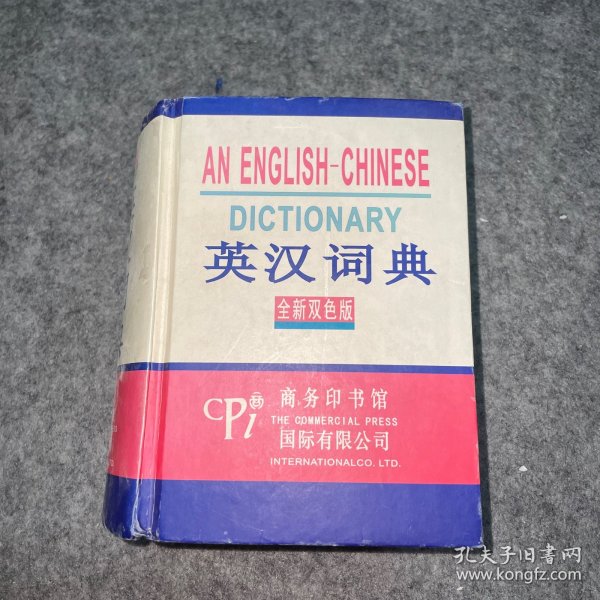 AN ENGLISH-CHINESE
DICTIONARY
英汉词典
全新双色版
CPi 商务印书馆
THE COMMERCIAL PRESS
国际有限公司
INTERNATIONALCO. LTD.
孔夫子旧书网
www.kongfz.com